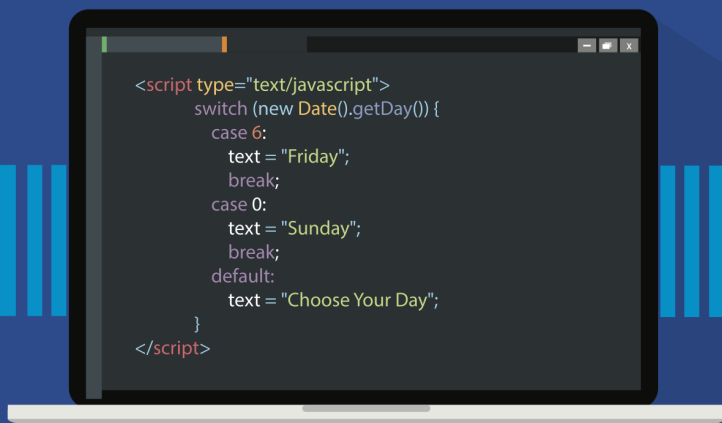 <script type="text/javascript">
switch (new Date().getDay()) {
case 6:
text = "Friday";
break;
case 0:
text = "Sunday";
break;
default:
text = "Choose Your Day";
}
</script>